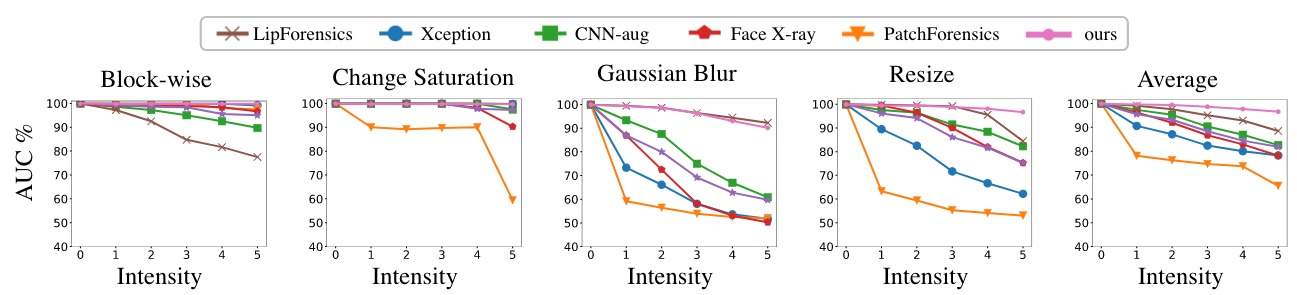 LipForensics Xception CNN-aug Face X-ray PatchForensics ours
Block-wise Change Saturation Gaussian Blur Resize Average
AUC %
100 90 80 70 60 50 40
0 1 2 3 4 5
Intensity
100 90 80 70 60 50 40
0 1 2 3 4 5
Intensity
100 90 80 70 60 50 40
0 1 2 3 4 5
Intensity
100 90 80 70 60 50 40
0 1 2 3 4 5
Intensity
100 90 80 70 60 50 40
0 1 2 3 4 5
Intensity